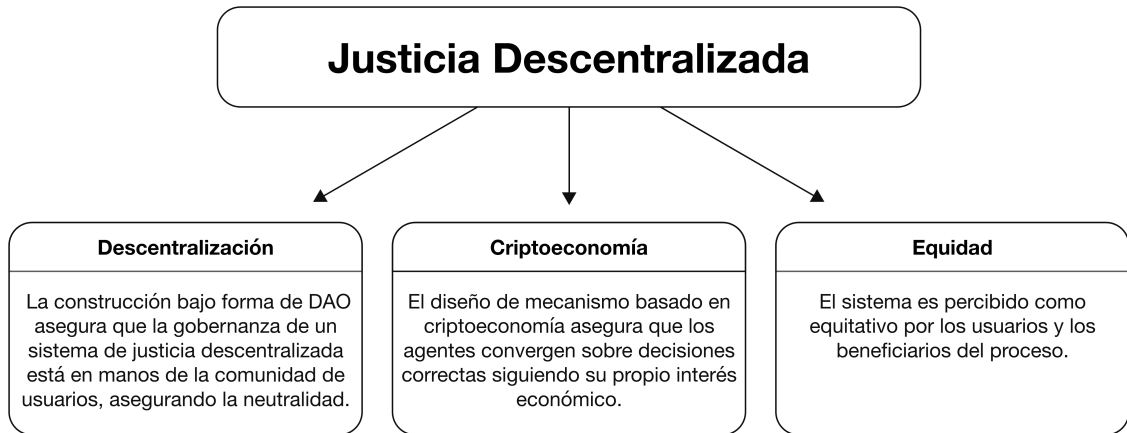 Justicia Descentralizada
Descentralización
La construcción bajo forma de DAO
asegura que la gobernanza de un
sistema de justicia descentralizada
está en manos de la comunidad de
usuarios, asegurando la neutralidad.
Criptoeconomía
El diseño de mecanismo basado en
criptoeconomía asegura que los
agentes convergen sobre decisiones
correctas siguiendo su propio interés
económico.
Equidad
El sistema es percibido como
equitativo por los usuarios y los
beneficiarios del proceso.